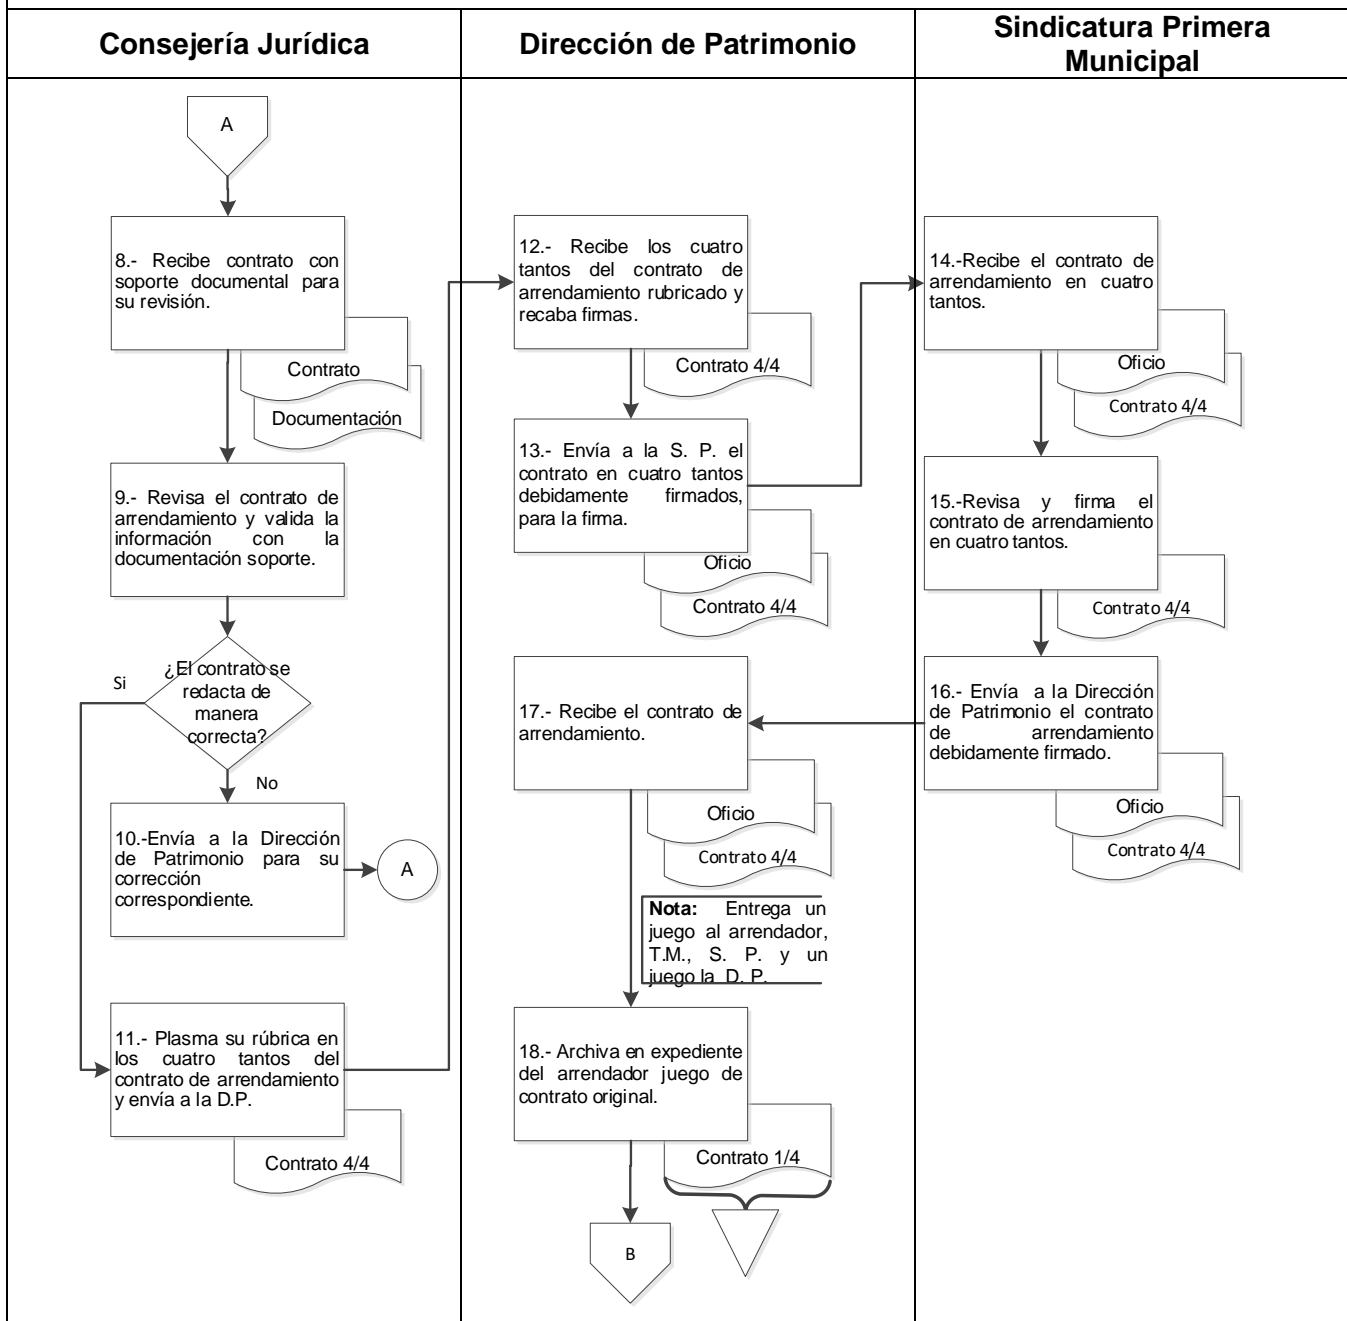 Consejería Jurídica
Dirección de Patrimonio
Sindicatura Primera
Municipal
A
8.- Recibe contrato con
soporte documental para
su revisión.
Contrato
Documentación
9.- Revisa el contrato de
arrendamiento y valida la
información con la
documentación soporte.
¿El contrato se
redacta de
manera
correcta?
Si
No
10.-Envía a la Dirección
de Patrimonio para su
corrección
correspondiente.
A
11.- Plasma su rúbrica en
los cuatro tantos del
contrato de arrendamiento
y envía a la D.P.
Contrato 4/4
12.- Recibe los cuatro
tantos del contrato de
arrendamiento rubricado y
recaba firmas.
Contrato 4/4
13.- Envía a la S. P. el
contrato en cuatro tantos
debidamente firmados,
para la firma.
Oficio
Contrato 4/4
14.-Recibe el contrato de
arrendamiento en cuatro
tantos.
Oficio
Contrato 4/4
15.-Revisa y firma el
contrato de arrendamiento
en cuatro tantos.
Contrato 4/4
16.- Envía a la Dirección
de Patrimonio el contrato
de arrendamiento
debidamente firmado.
Oficio
Contrato 4/4
17.- Recibe el contrato de
arrendamiento.
Oficio
Contrato 4/4
Nota: Entrega un
juego al arrendador,
T.M., S. P. y un
juego la D. P.
18.- Archiva en expediente
del arrendador juego de
contrato original.
Contrato 1/4
B